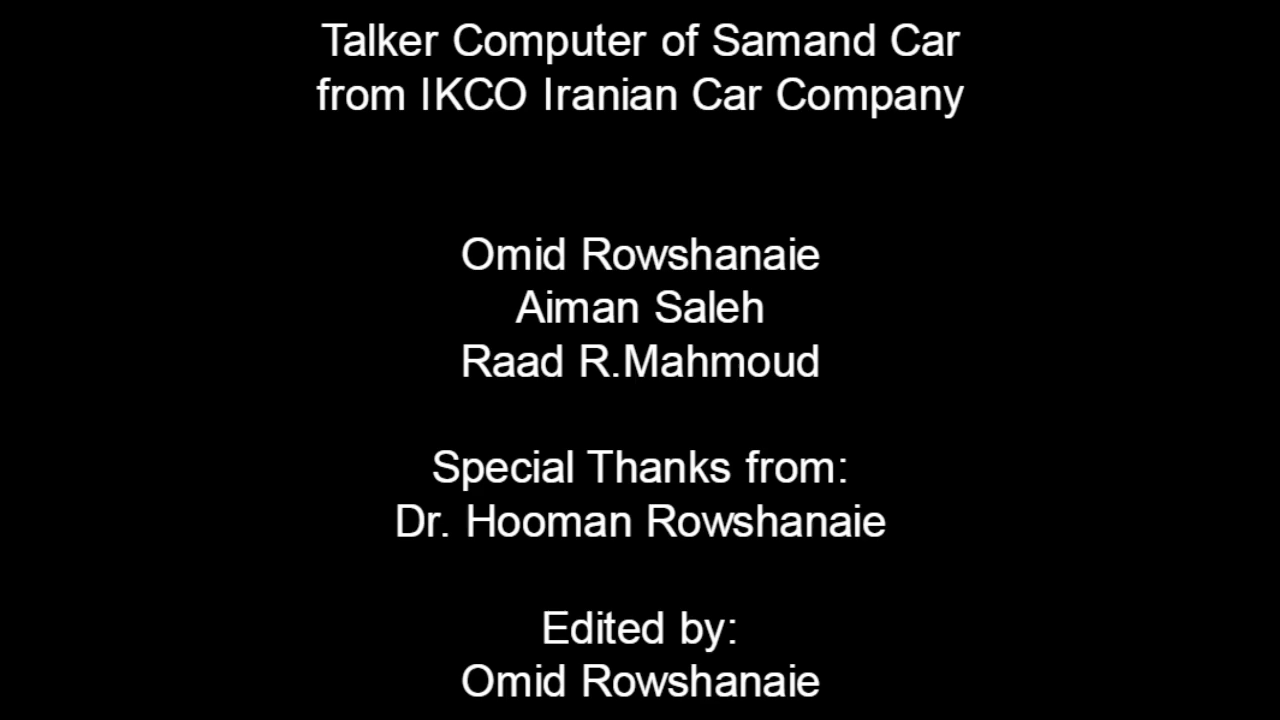 Talker Computer of Samand Car
from IKCO Iranian Car Company
Omid Rowshanaie
Aiman Saleh
Raad R.Mahmoud
Special Thanks from:
Dr. Hooman Rowshanaie
Edited by:
Omid Rowshanaie